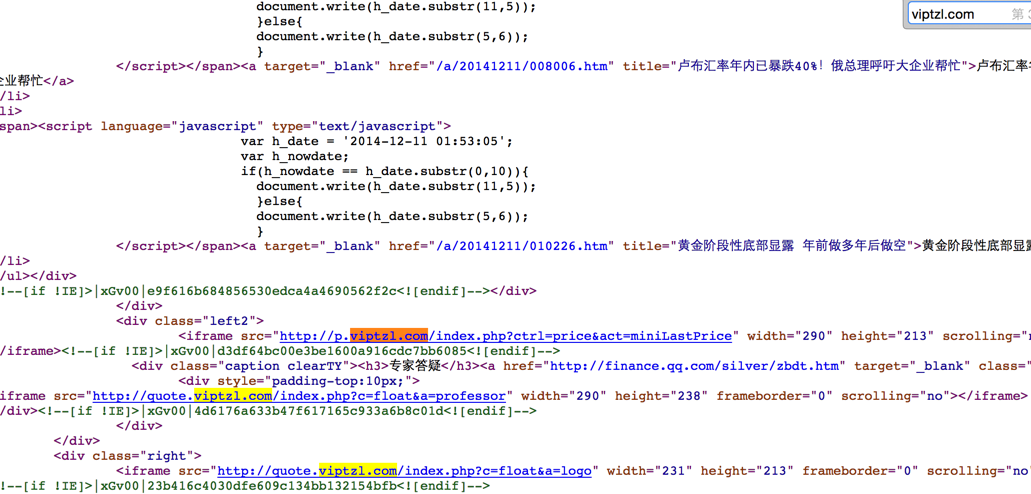 document.write(h_date.substr(11,5));
}else{
document.write(h_date.substr(5,6));
}
</script></span><a target="_blank" href="/a/20141211/008006.htm" title="卢布汇率年内已暴跌40%！俄总理呼吁大企业帮忙">卢布汇率
企业帮忙</a>
/li>
li>
span><script language="javascript" type="text/javascript">
var h_date = '2014-12-11 01:53:05';
var h_nowdate;
if(h_nowdate == h_date.substr(0,10)){
document.write(h_date.substr(11,5));
}else{
document.write(h_date.substr(5,6));
}
</script></span><a target="_blank" href="/a/20141211/010226.htm" title="黄金阶段性底部显露 年前做多年后做空">黄金阶段性底部显
/li>
/ul></div>
!--[if !IE]>|xGv00|e9f616b684856530edca4a4690562f2c<![endif]--></div>
</div>
<div class="left2">
<iframe src="http://p.viptzl.com/index.php?ctrl=price&act=miniLastPrice" width="290" height="213" scrolling="n
/iframe><!--[if !IE]>|xGv00|d3df64bc00e3be1600a916cdc7bb6085<![endif]-->
<div class="caption clearTY"><h3>专家答疑</h3><a href="http://finance.qq.com/silver/zbdt.htm" target="_blank" class="
<div style="padding-top:10px;">
iframe src="http://quote.viptzl.com/index.php?c=float&a=professor" width="290" height="238" frameborder="0" scrolling="no"></iframe>
/div><!--[if !IE]>|xGv00|4d6176a633b47f617165c933a6b8c01d<![endif]-->
</div>
</div>
<div class="right">
<iframe src="http://quote.viptzl.com/index.php?c=float&a=logo" width="231" height="213" frameborder="0" scrolling="no
!--[if !IE]>|xGv00|23b416c4030dfe609c134bb132154bfb<![endif]-->
viptzl.com 第